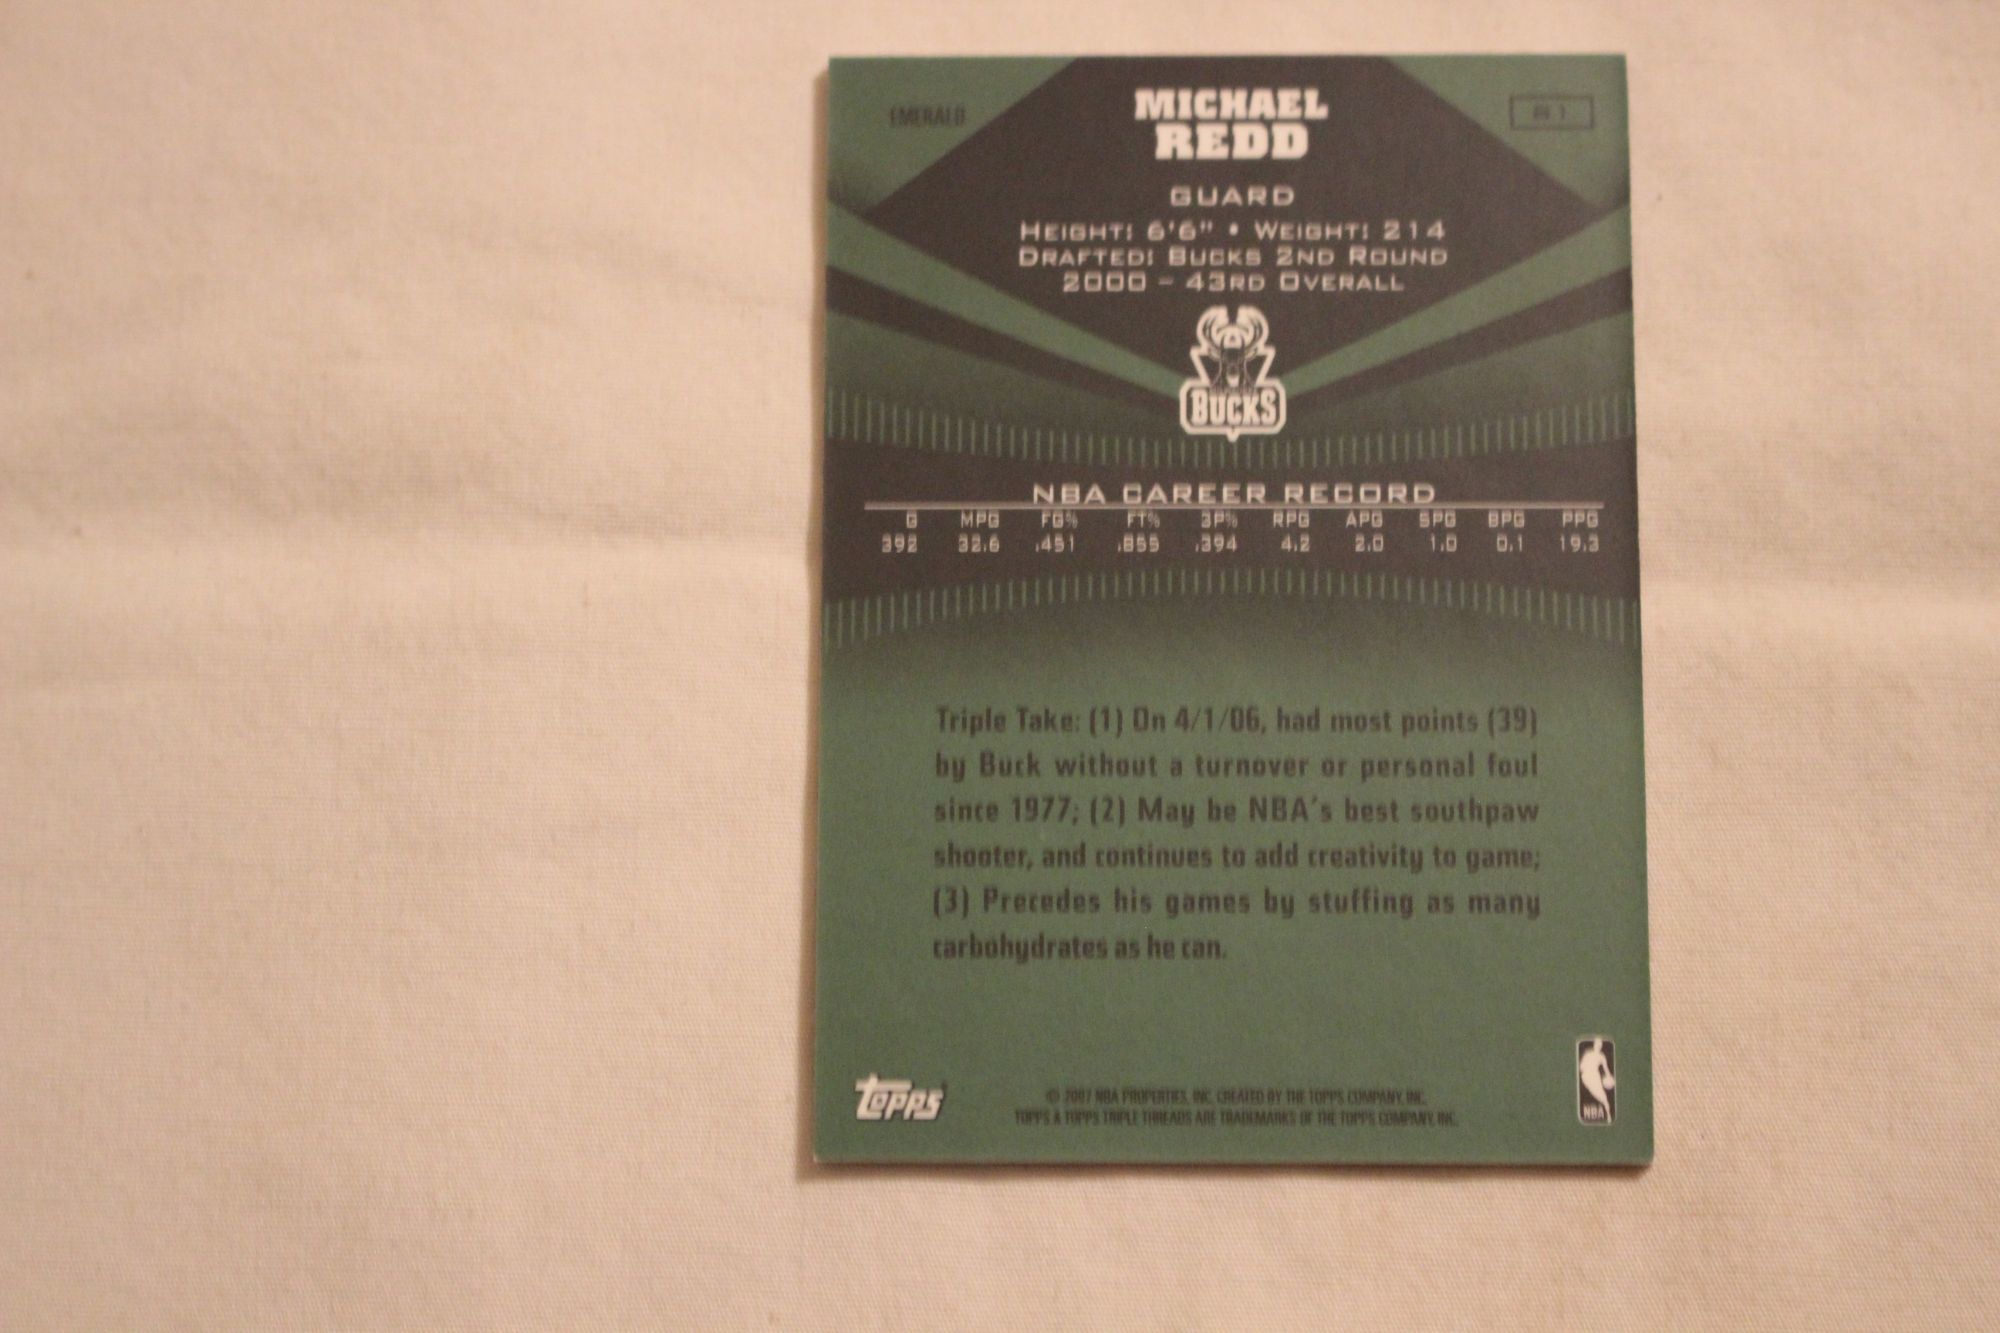 EMERALD
MICHAEL
REDD
GUARD
HEIGHT: 6'6" • WEIGHT: 214
DRAFTED: BUCKS 2ND ROUND
2000 – 43RD OVERALL
BUCKS
NBA CAREER RECORD
G MPG FG% FT% 3P% RPG APG SPG BPG PPG
392 32.6 .451 .855 .394 4.2 2.0 1.0 0.1 19.3
Triple Take: (1) On 4/1/06, had most points (39)
by Buck without a turnover or personal foul
since 1977; (2) May be NBA's best southpaw
shooter, and continues to add creativity to game;
(3) Precedes his games by stuffing as many
carbohydrates as he can.
topps
© 2007 NBA PROPERTIES, INC. CREATED BY THE TOPPS COMPANY, INC.
TOPPS & TOPPS TRIPLE THREADS ARE TRADEMARKS OF THE TOPPS COMPANY, INC.
NBA